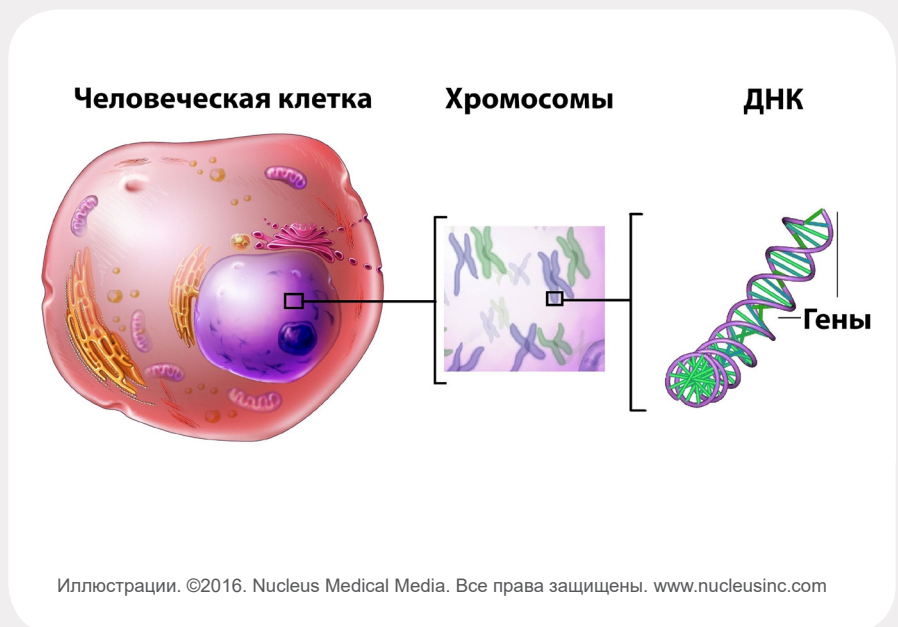 Человеческая клетка
Хромосомы
ДНК
Гены
Иллюстрации. ©2016. Nucleus Medical Media. Все права защищены. www.nucleusinc.com